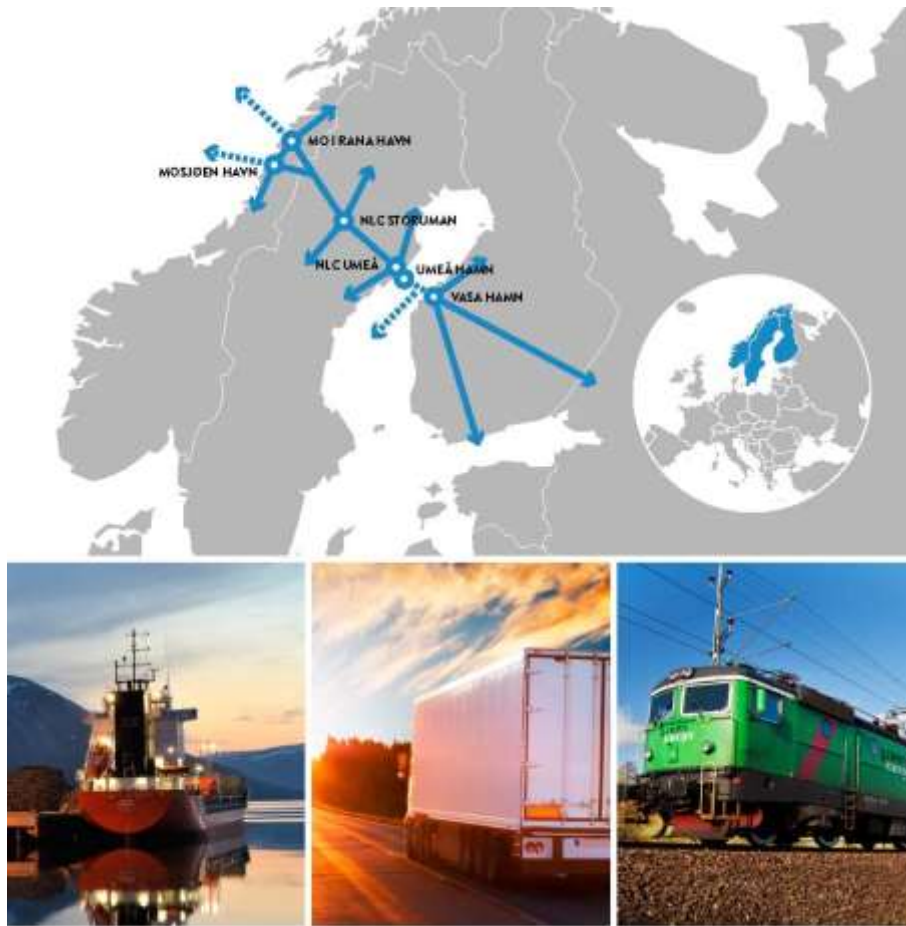 MO I RANA HAVN
MOSJØEN HAVN
NLC STORUMAN
NLC UMEÅ
UMEÅ HAMN
VASA HAMN